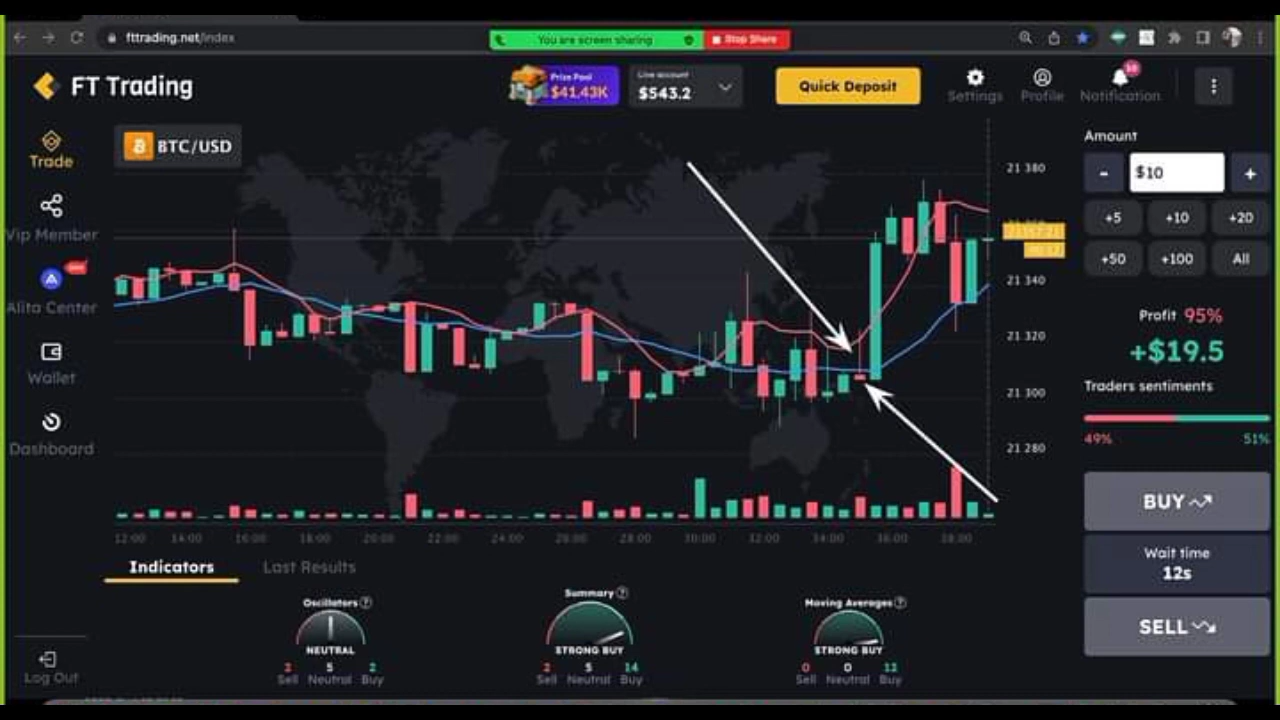 fttrading.net/index
You are screen sharing
Stop Share
FT Trading
Prize Pool
$41.43K
Live account
$543.2
Quick Deposit
Settings
Profile
10
Notification
Trade
Vip Member
Alita Center
Wallet
Dashboard
Log Out
BTC/USD
21 380
21 340
21 320
21 300
21 280
12:00 14:00 16:00 18:00 20:00 22:00 24:00 26:00 28:00 30:00 32:00 34:00 36:00 38:00
Amount
- $10 +
+5 +10 +20
+50 +100 All
Profit 95%
+$19.5
Traders sentiments
49% 51%
BUY
Wait time
12s
SELL
Indicators Last Results
Oscillators ?
NEUTRAL
3 5 2
Sell Neutral Buy
Summary ?
STRONG BUY
2 5 14
Sell Neutral Buy
Moving Averages ?
STRONG BUY
0 0 12
Sell Neutral Buy